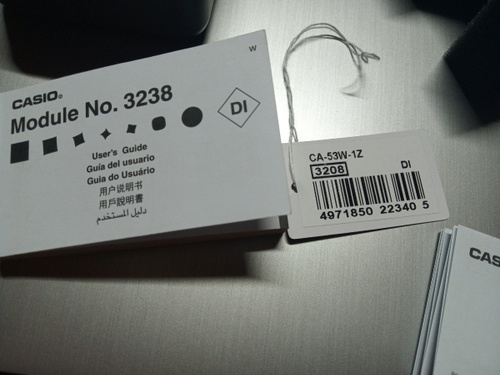 W
CASIO®
Module No. 3238
DI
User's Guide
Guía del usuario
Guia do Usuário
用户说明书
用戶說明書
دليل المستخدم
CA-53W-1Z
3208 DI
4971850 22340 5
CAS